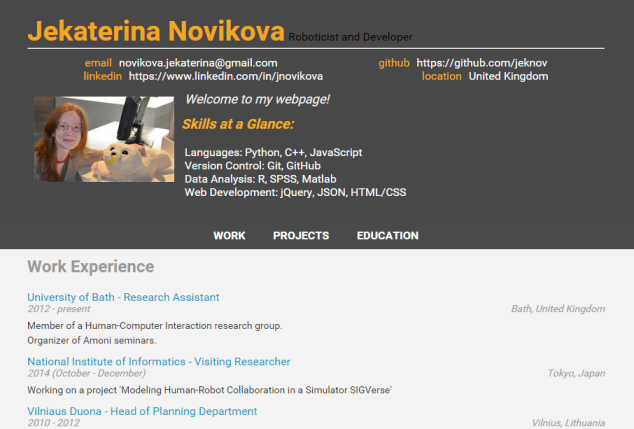 Jekaterina Novikova Roboticist and Developer
email novikova.jekaterina@gmail.com github https://github.com/jeknov
linkedin https://www.linkedin.com/in/jnovikova location United Kingdom
Welcome to my webpage!
Skills at a Glance:
Languages: Python, C++, JavaScript
Version Control: Git, GitHub
Data Analysis: R, SPSS, Matlab
Web Development: jQuery, JSON, HTML/CSS
WORK PROJECTS EDUCATION
Work Experience
University of Bath - Research Assistant
2012 - present Bath, United Kingdom
Member of a Human-Computer Interaction research group.
Organizer of Amoni seminars.
National Institute of Informatics - Visiting Researcher
2014 (October - December) Tokyo, Japan
Working on a project 'Modeling Human-Robot Collaboration in a Simulator SIGVerse'
Vilniaus Duona - Head of Planning Department
2010 - 2012 Vilnius, Lithuania